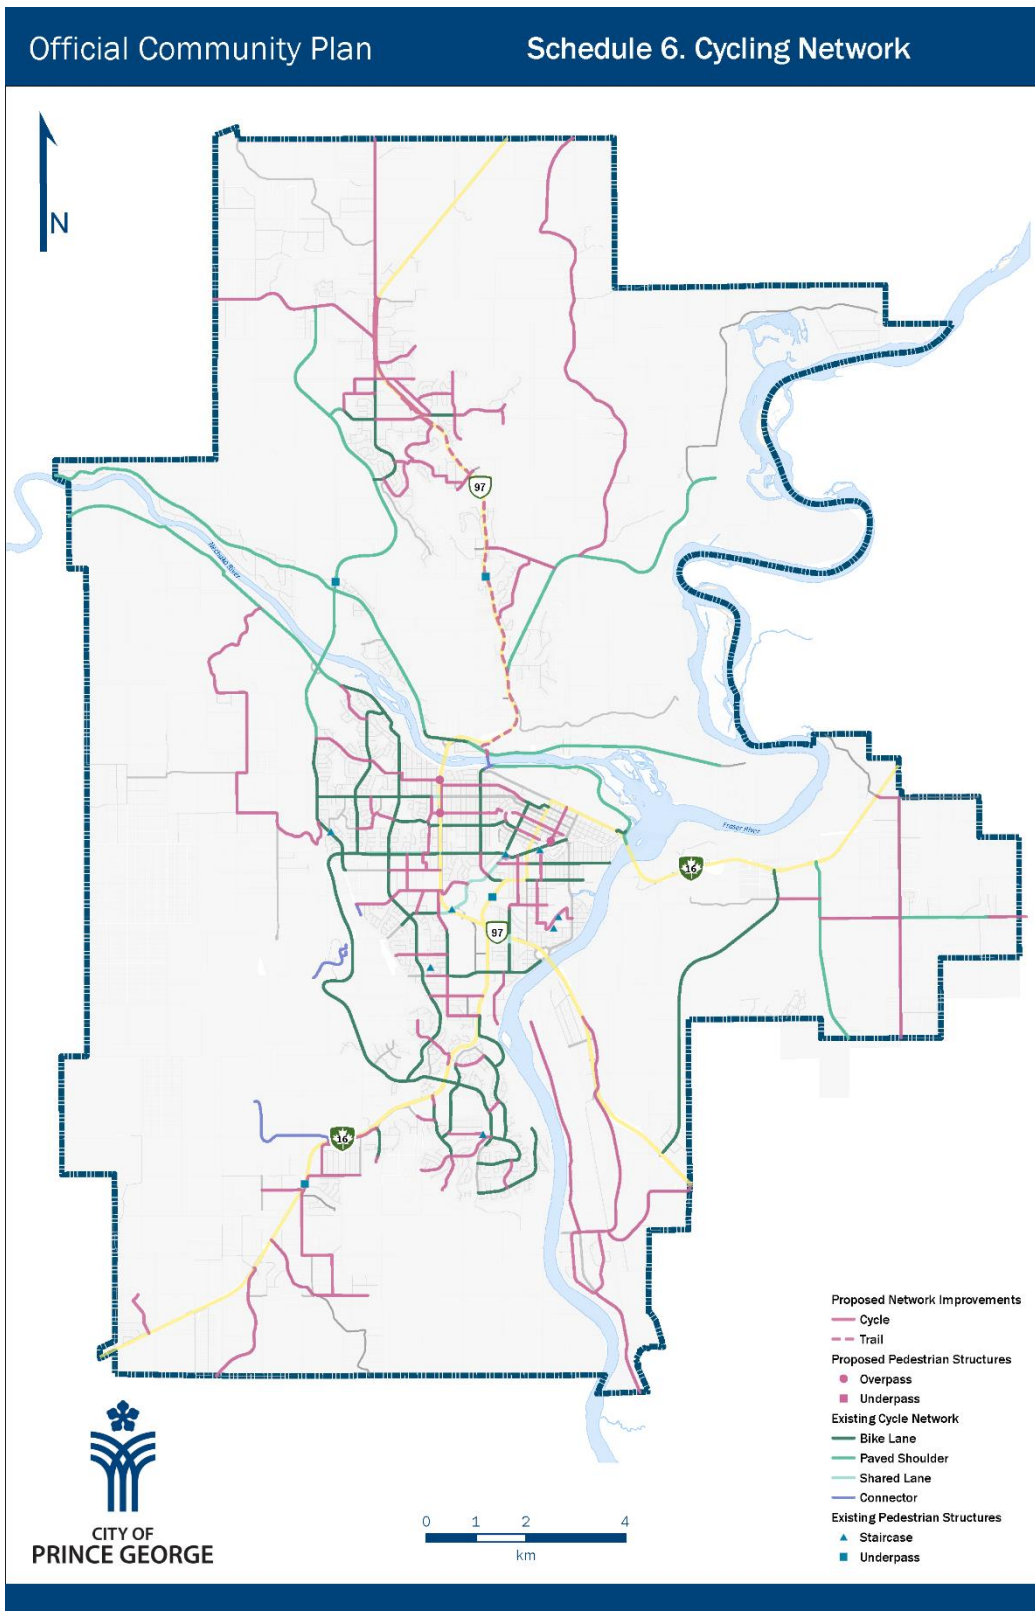 Official Community Plan
Schedule 6. Cycling Network
N
97
Nechako River
Fraser River
16
97
16
Proposed Network Improvements
Cycle
Trail
Proposed Pedestrian Structures
Overpass
Underpass
Existing Cycle Network
Bike Lane
Paved Shoulder
Shared Lane
Connector
Existing Pedestrian Structures
Staircase
Underpass
CITY OF
PRINCE GEORGE
0 1 2 4
km